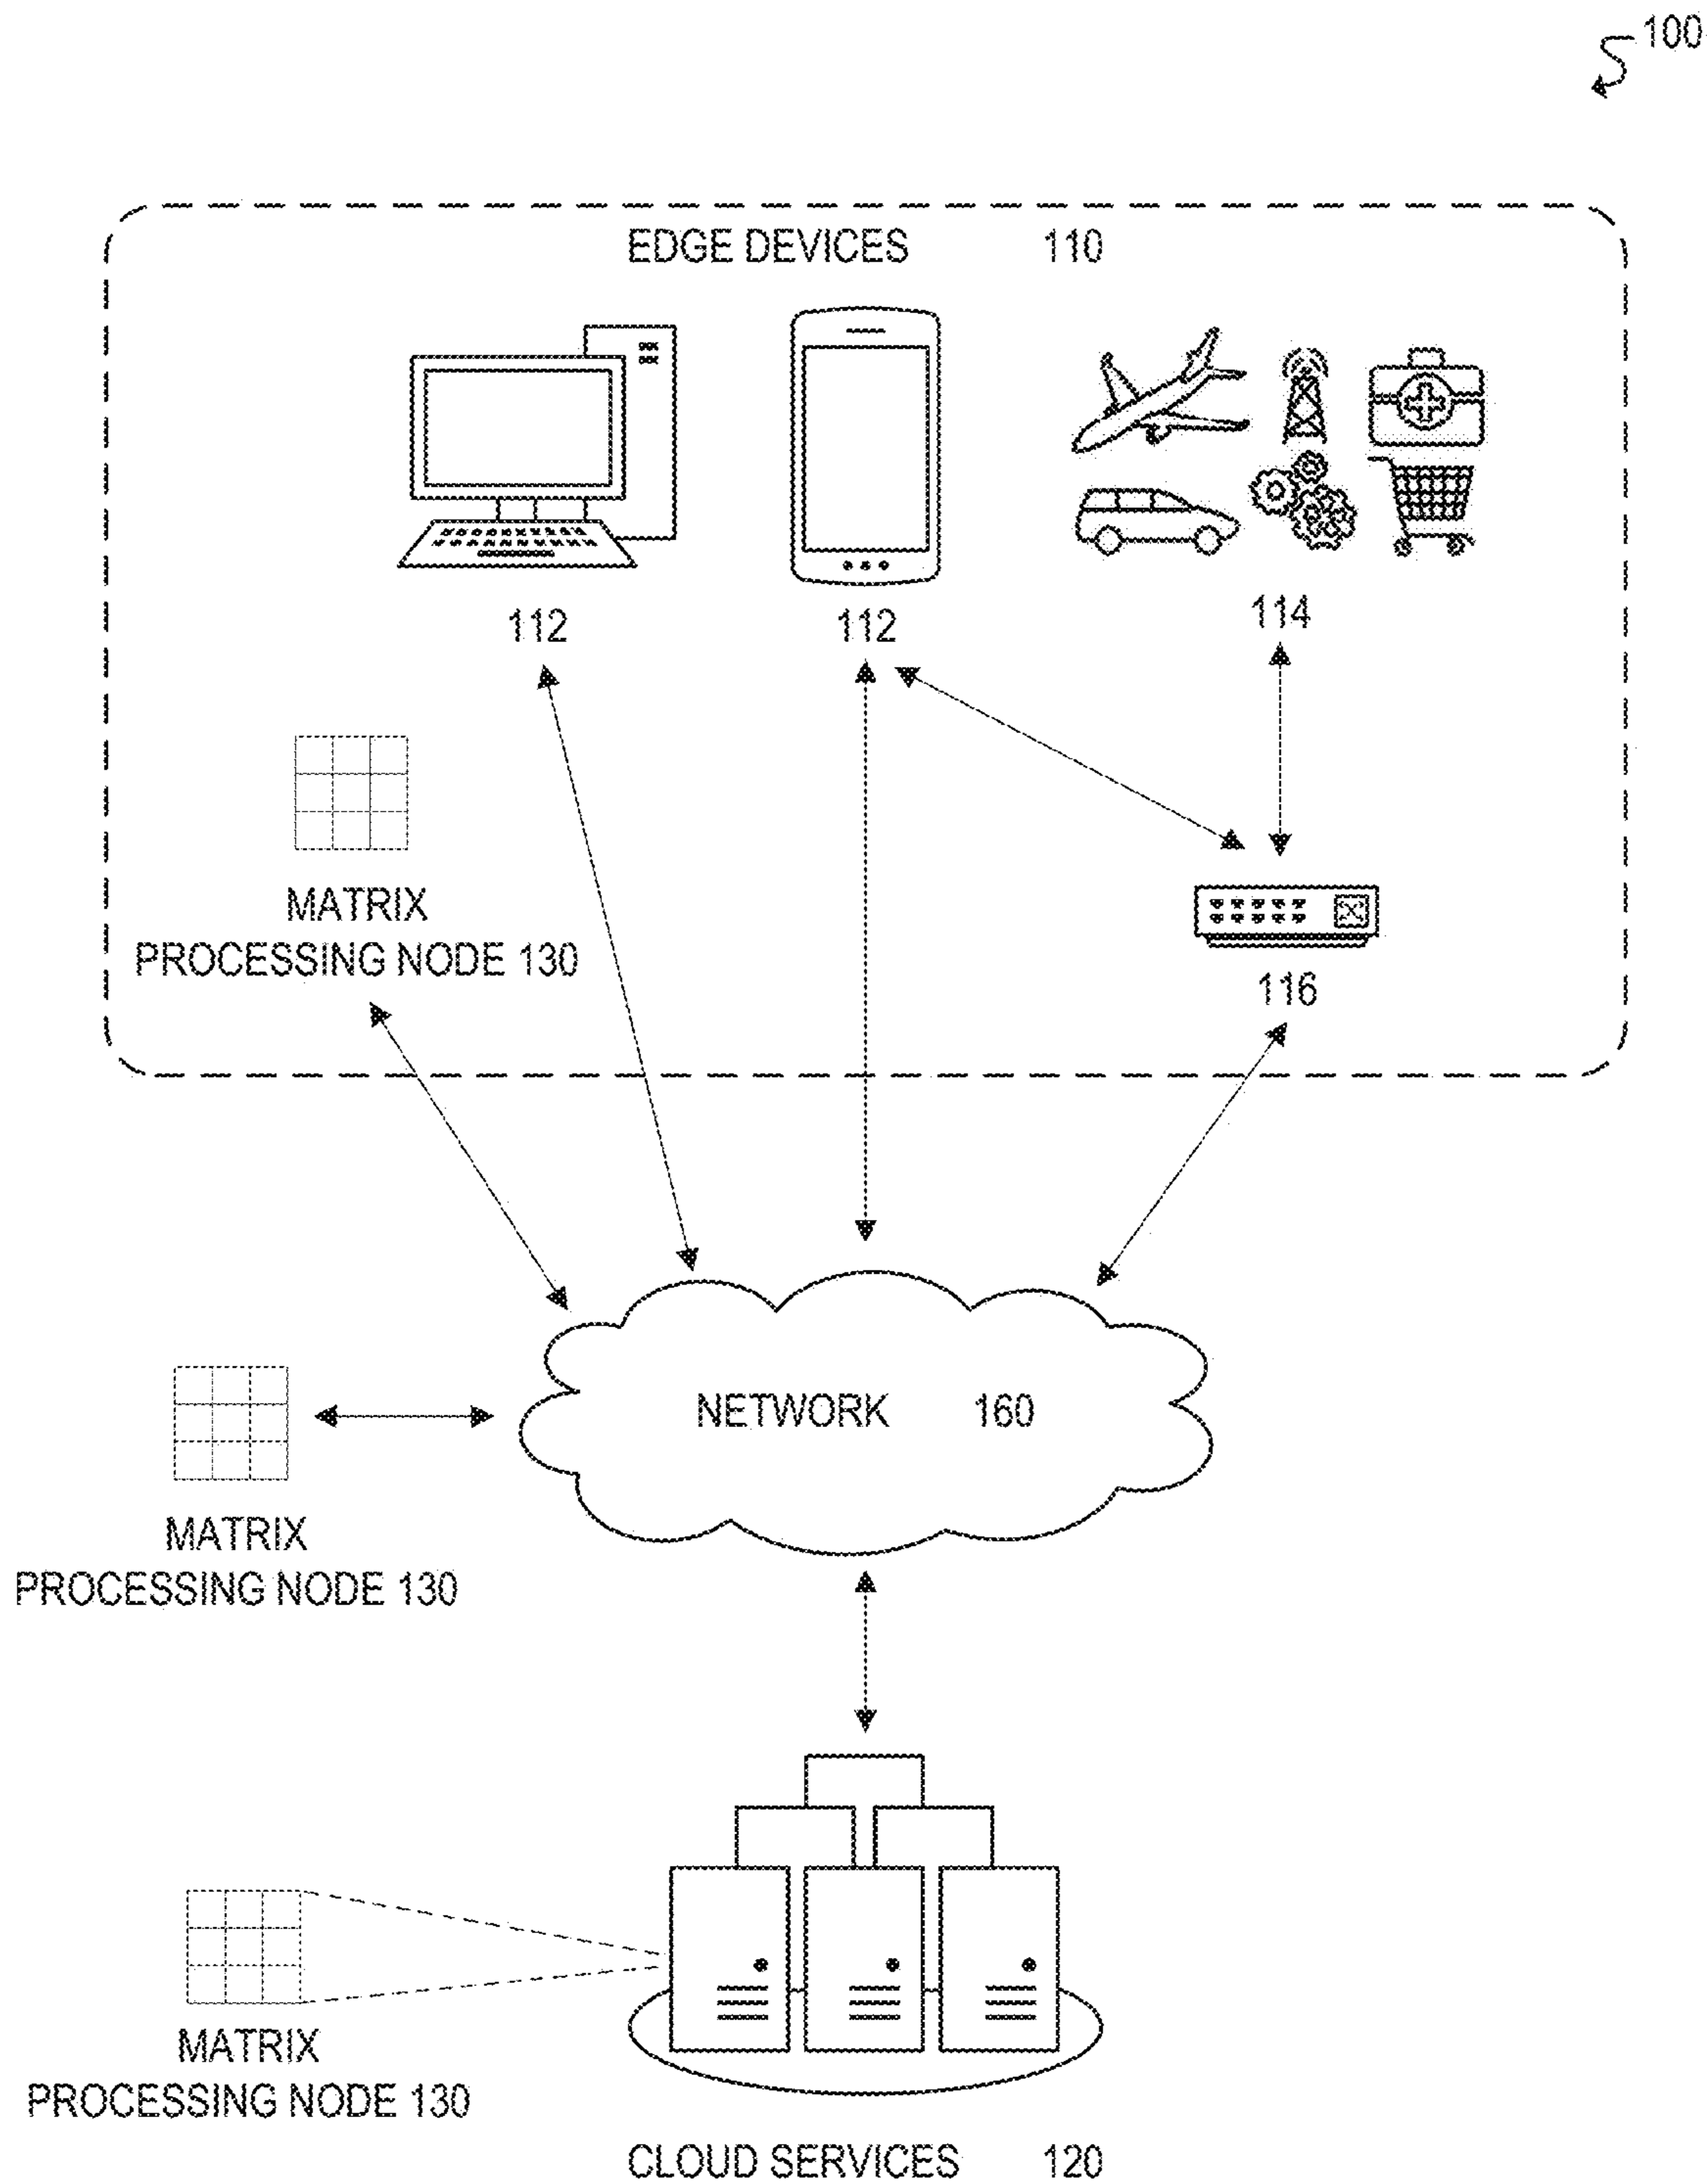 100
EDGE DEVICES 110
112
112
114
MATRIX
PROCESSING NODE 130
116
NETWORK 160
MATRIX
PROCESSING NODE 130
MATRIX
PROCESSING NODE 130
CLOUD SERVICES 120